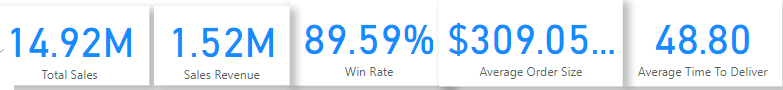 14.92M
Total Sales
1.52M
Sales Revenue
89.59%
Win Rate
$309.05...
Average Order Size
48.80
Average Time To Deliver